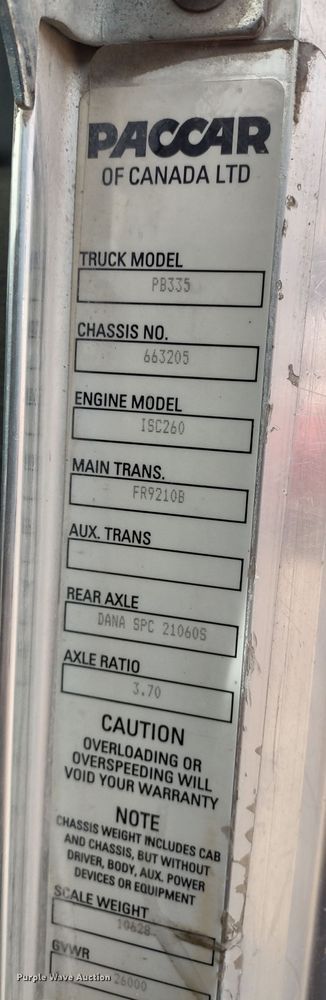 PACCAR
OF CANADA LTD
TRUCK MODEL
PB335
CHASSIS NO.
663205
ENGINE MODEL
ISC260
MAIN TRANS.
FR9210B
AUX. TRANS
REAR AXLE
DANA SPC 21060S
AXLE RATIO
3.70
CAUTION
OVERLOADING OR
OVERSPEEDING WILL
VOID YOUR WARRANTY
NOTE
CHASSIS WEIGHT INCLUDES CAB
AND CHASSIS, BUT WITHOUT
DRIVER, BODY, AUX. POWER
DEVICES OR EQUIPMENT
SCALE WEIGHT
10628
GVWR
26000
Purple Wave Auction